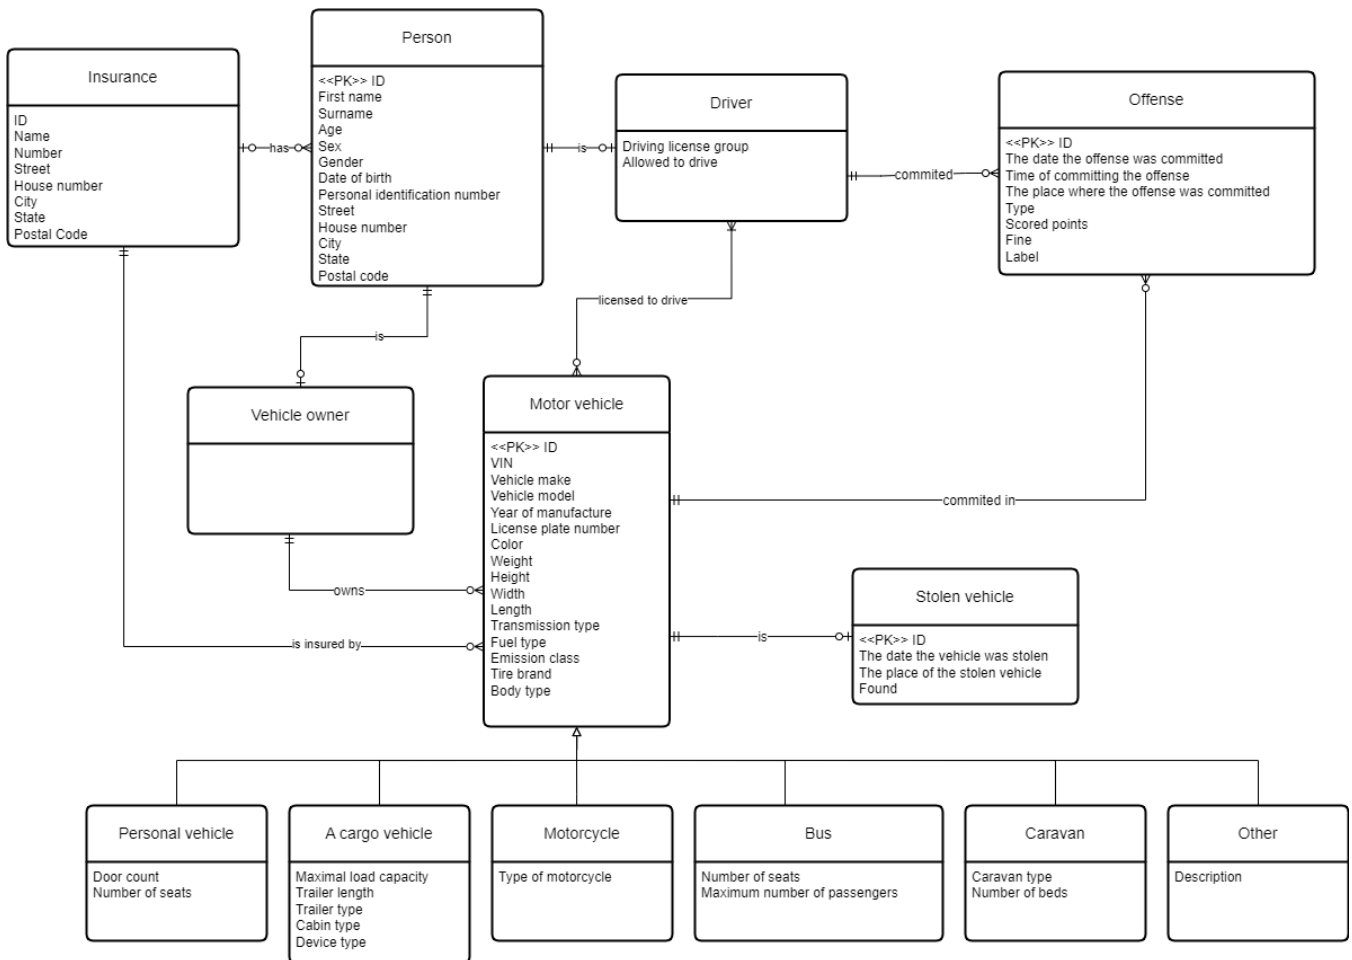 Person
<<PK>> ID
First name
Surname
Age
Sex
Gender
Date of birth
Personal identification number
Street
House number
City
State
Postal code
Insurance
ID
Name
Number
Street
House number
City
State
Postal Code
has
is
Driver
Driving license group
Allowed to drive
commited
Offense
<<PK>> ID
The date the offense was committed
Time of committing the offense
The place where the offense was committed
Type
Scored points
Fine
Label
licensed to drive
is
Vehicle owner
owns
is insured by
Motor vehicle
<<PK>> ID
VIN
Vehicle make
Vehicle model
Year of manufacture
License plate number
Color
Weight
Height
Width
Length
Transmission type
Fuel type
Emission class
Tire brand
Body type
commited in
is
Stolen vehicle
<<PK>> ID
The date the vehicle was stolen
The place of the stolen vehicle
Found
Personal vehicle
Door count
Number of seats
A cargo vehicle
Maximal load capacity
Trailer length
Trailer type
Cabin type
Device type
Motorcycle
Type of motorcycle
Bus
Number of seats
Maximum number of passengers
Caravan
Caravan type
Number of beds
Other
Description